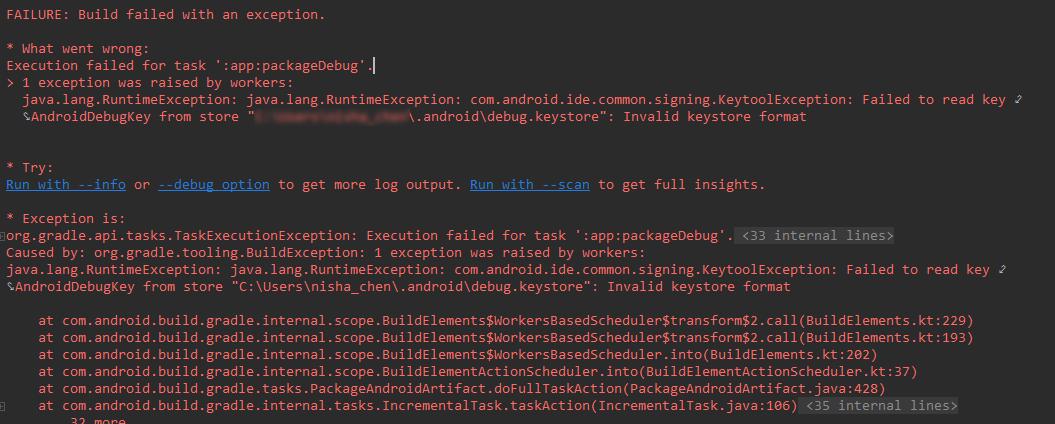 FAILURE: Build failed with an exception.
* What went wrong:
Execution failed for task ':app:packageDebug'.
> 1 exception was raised by workers:
java.lang.RuntimeException: java.lang.RuntimeException: com.android.ide.common.signing.KeytoolException: Failed to read key
AndroidDebugKey from store "\.android\debug.keystore": Invalid keystore format
* Try:
Run with --info or --debug option to get more log output. Run with --scan to get full insights.
* Exception is:
org.gradle.api.tasks.TaskExecutionException: Execution failed for task ':app:packageDebug'. <33 internal lines>
Caused by: org.gradle.tooling.BuildException: 1 exception was raised by workers:
java.lang.RuntimeException: java.lang.RuntimeException: com.android.ide.common.signing.KeytoolException: Failed to read key
AndroidDebugKey from store "C:\Users\nisha_chen\.android\debug.keystore": Invalid keystore format
at com.android.build.gradle.internal.scope.BuildElements$WorkersBasedScheduler$transform$2.call(BuildElements.kt:229)
at com.android.build.gradle.internal.scope.BuildElements$WorkersBasedScheduler$transform$2.call(BuildElements.kt:193)
at com.android.build.gradle.internal.scope.BuildElements$WorkersBasedScheduler.into(BuildElements.kt:202)
at com.android.build.gradle.internal.scope.BuildElementActionScheduler.into(BuildElementActionScheduler.kt:37)
at com.android.build.gradle.tasks.PackageAndroidArtifact.doFullTaskAction(PackageAndroidArtifact.java:428)
at com.android.build.gradle.internal.tasks.IncrementalTask.taskAction(IncrementalTask.java:106) <35 internal lines>
... 32 more